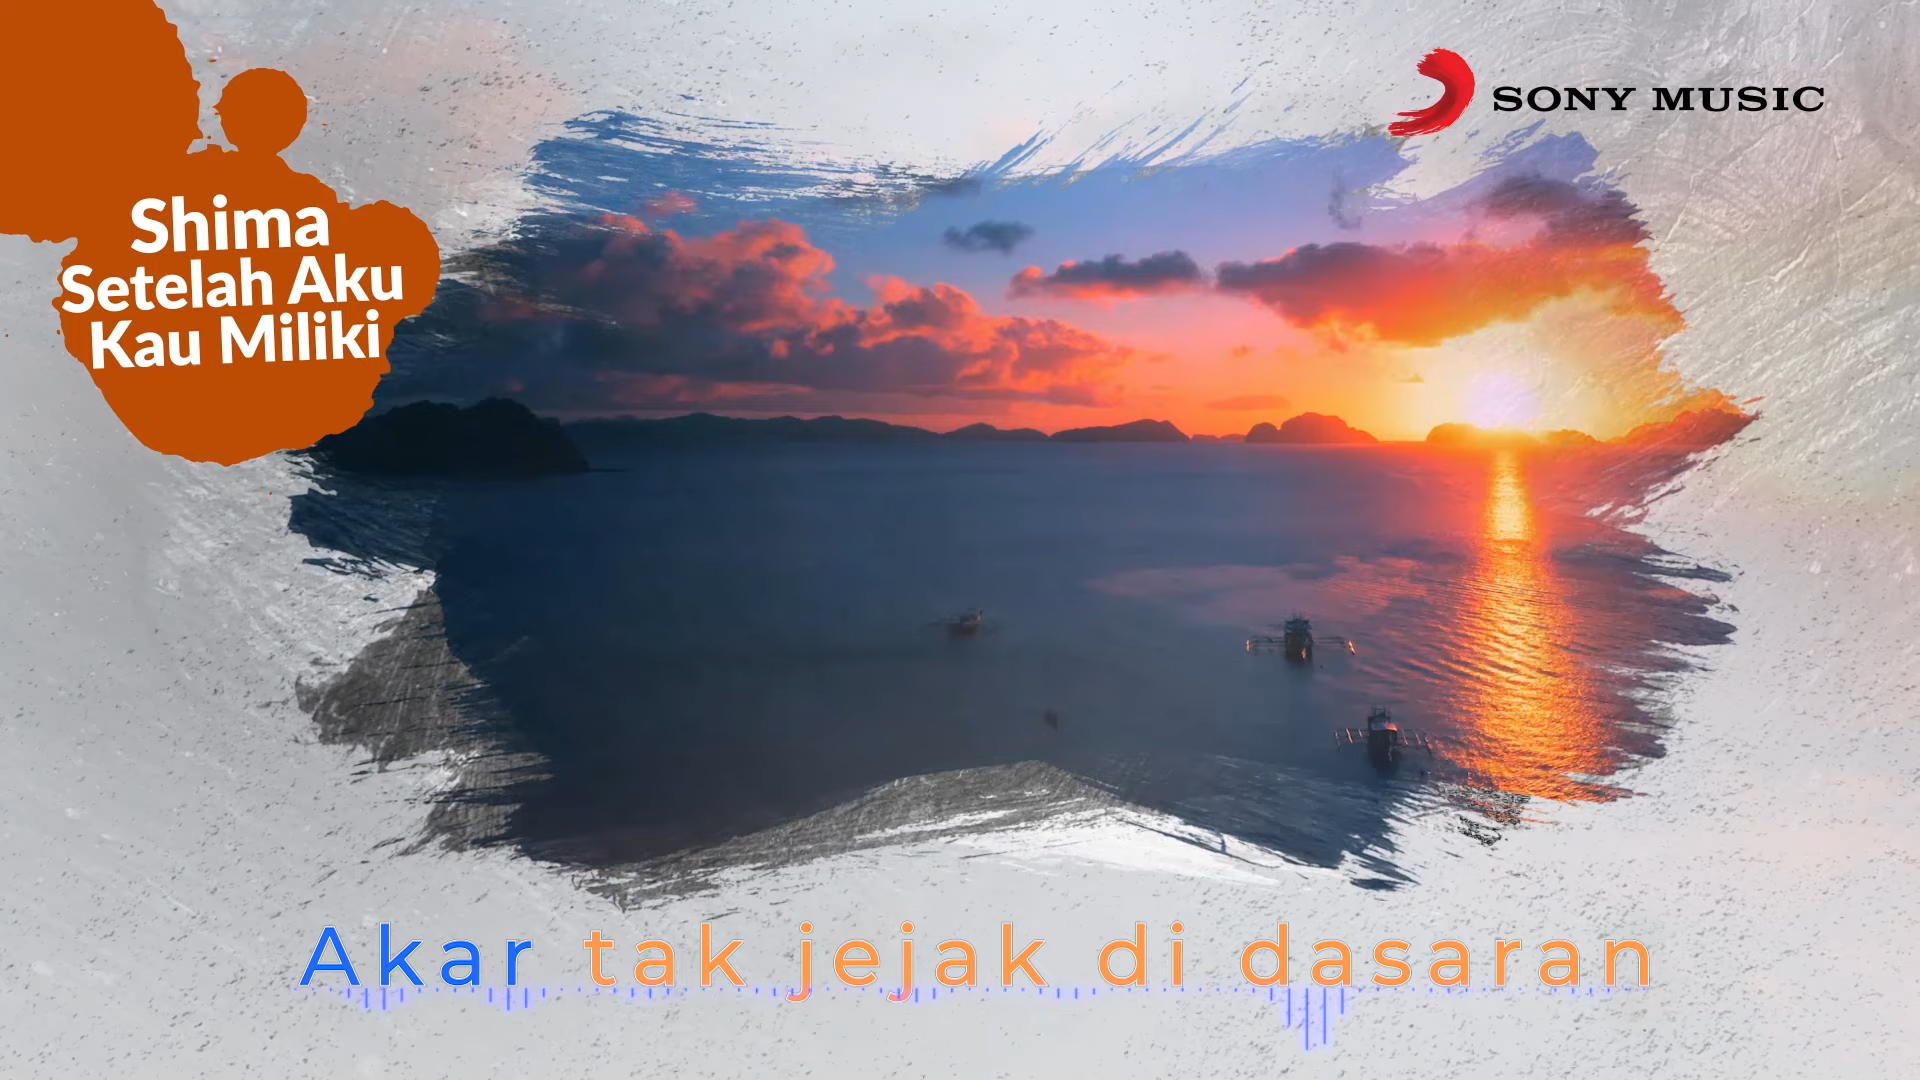 Shima
Setelah Aku
Kau Miliki
SONY MUSIC
Akar tak jejak di dasaran